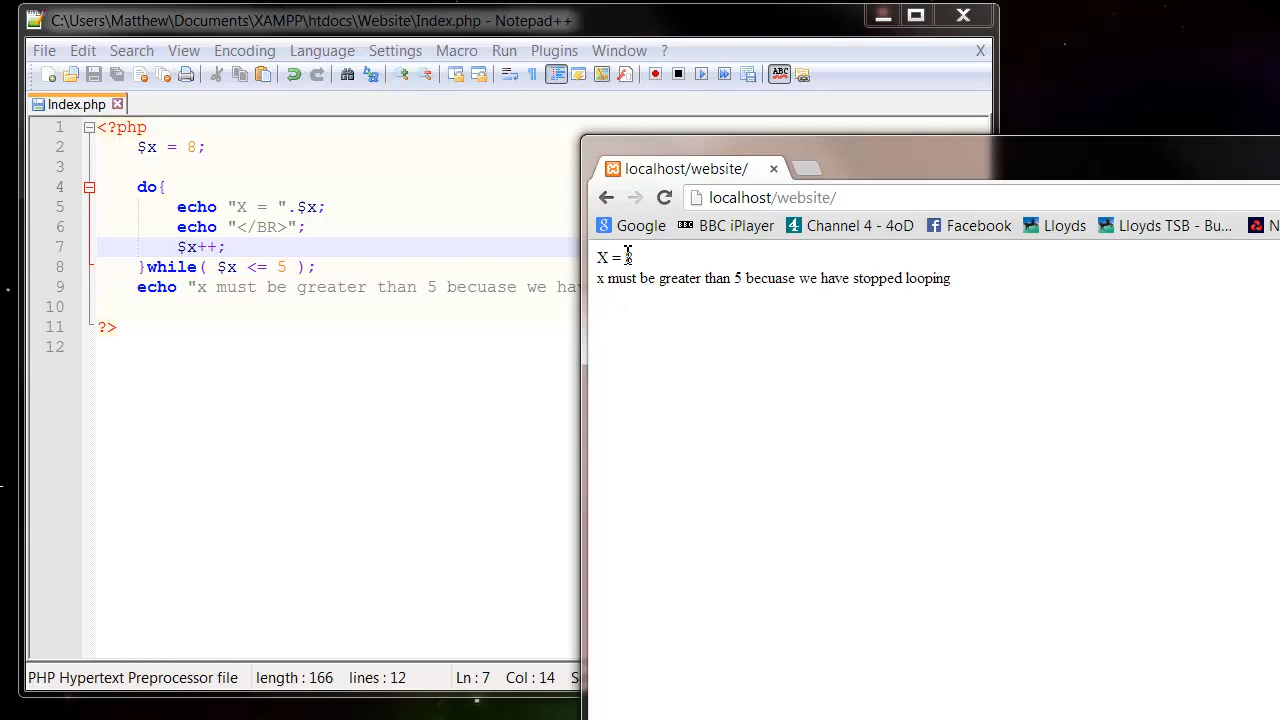 C:\Users\Matthew\Documents\XAMPP\htdocs\Website\Index.php - Notepad++
File Edit Search View Encoding Language Settings Macro Run Plugins Window ? X
ABC
Index.php
1 <?php
2 $x = 8;
3
4 do{
5 echo "X = ".$x;
6 echo "</BR>";
7 $x++;
8 }while( $x <= 5 );
9 echo "x must be greater than 5 becuase we hav
10
11 ?>
12
PHP Hypertext Preprocessor file length : 166 lines : 12 Ln : 7 Col : 14 S
localhost/website/
localhost/website/
8 Google BBC BBC iPlayer 4 Channel 4 - 4oD f Facebook Lloyds Lloyds TSB - Bu... N
X =
x must be greater than 5 becuase we have stopped looping